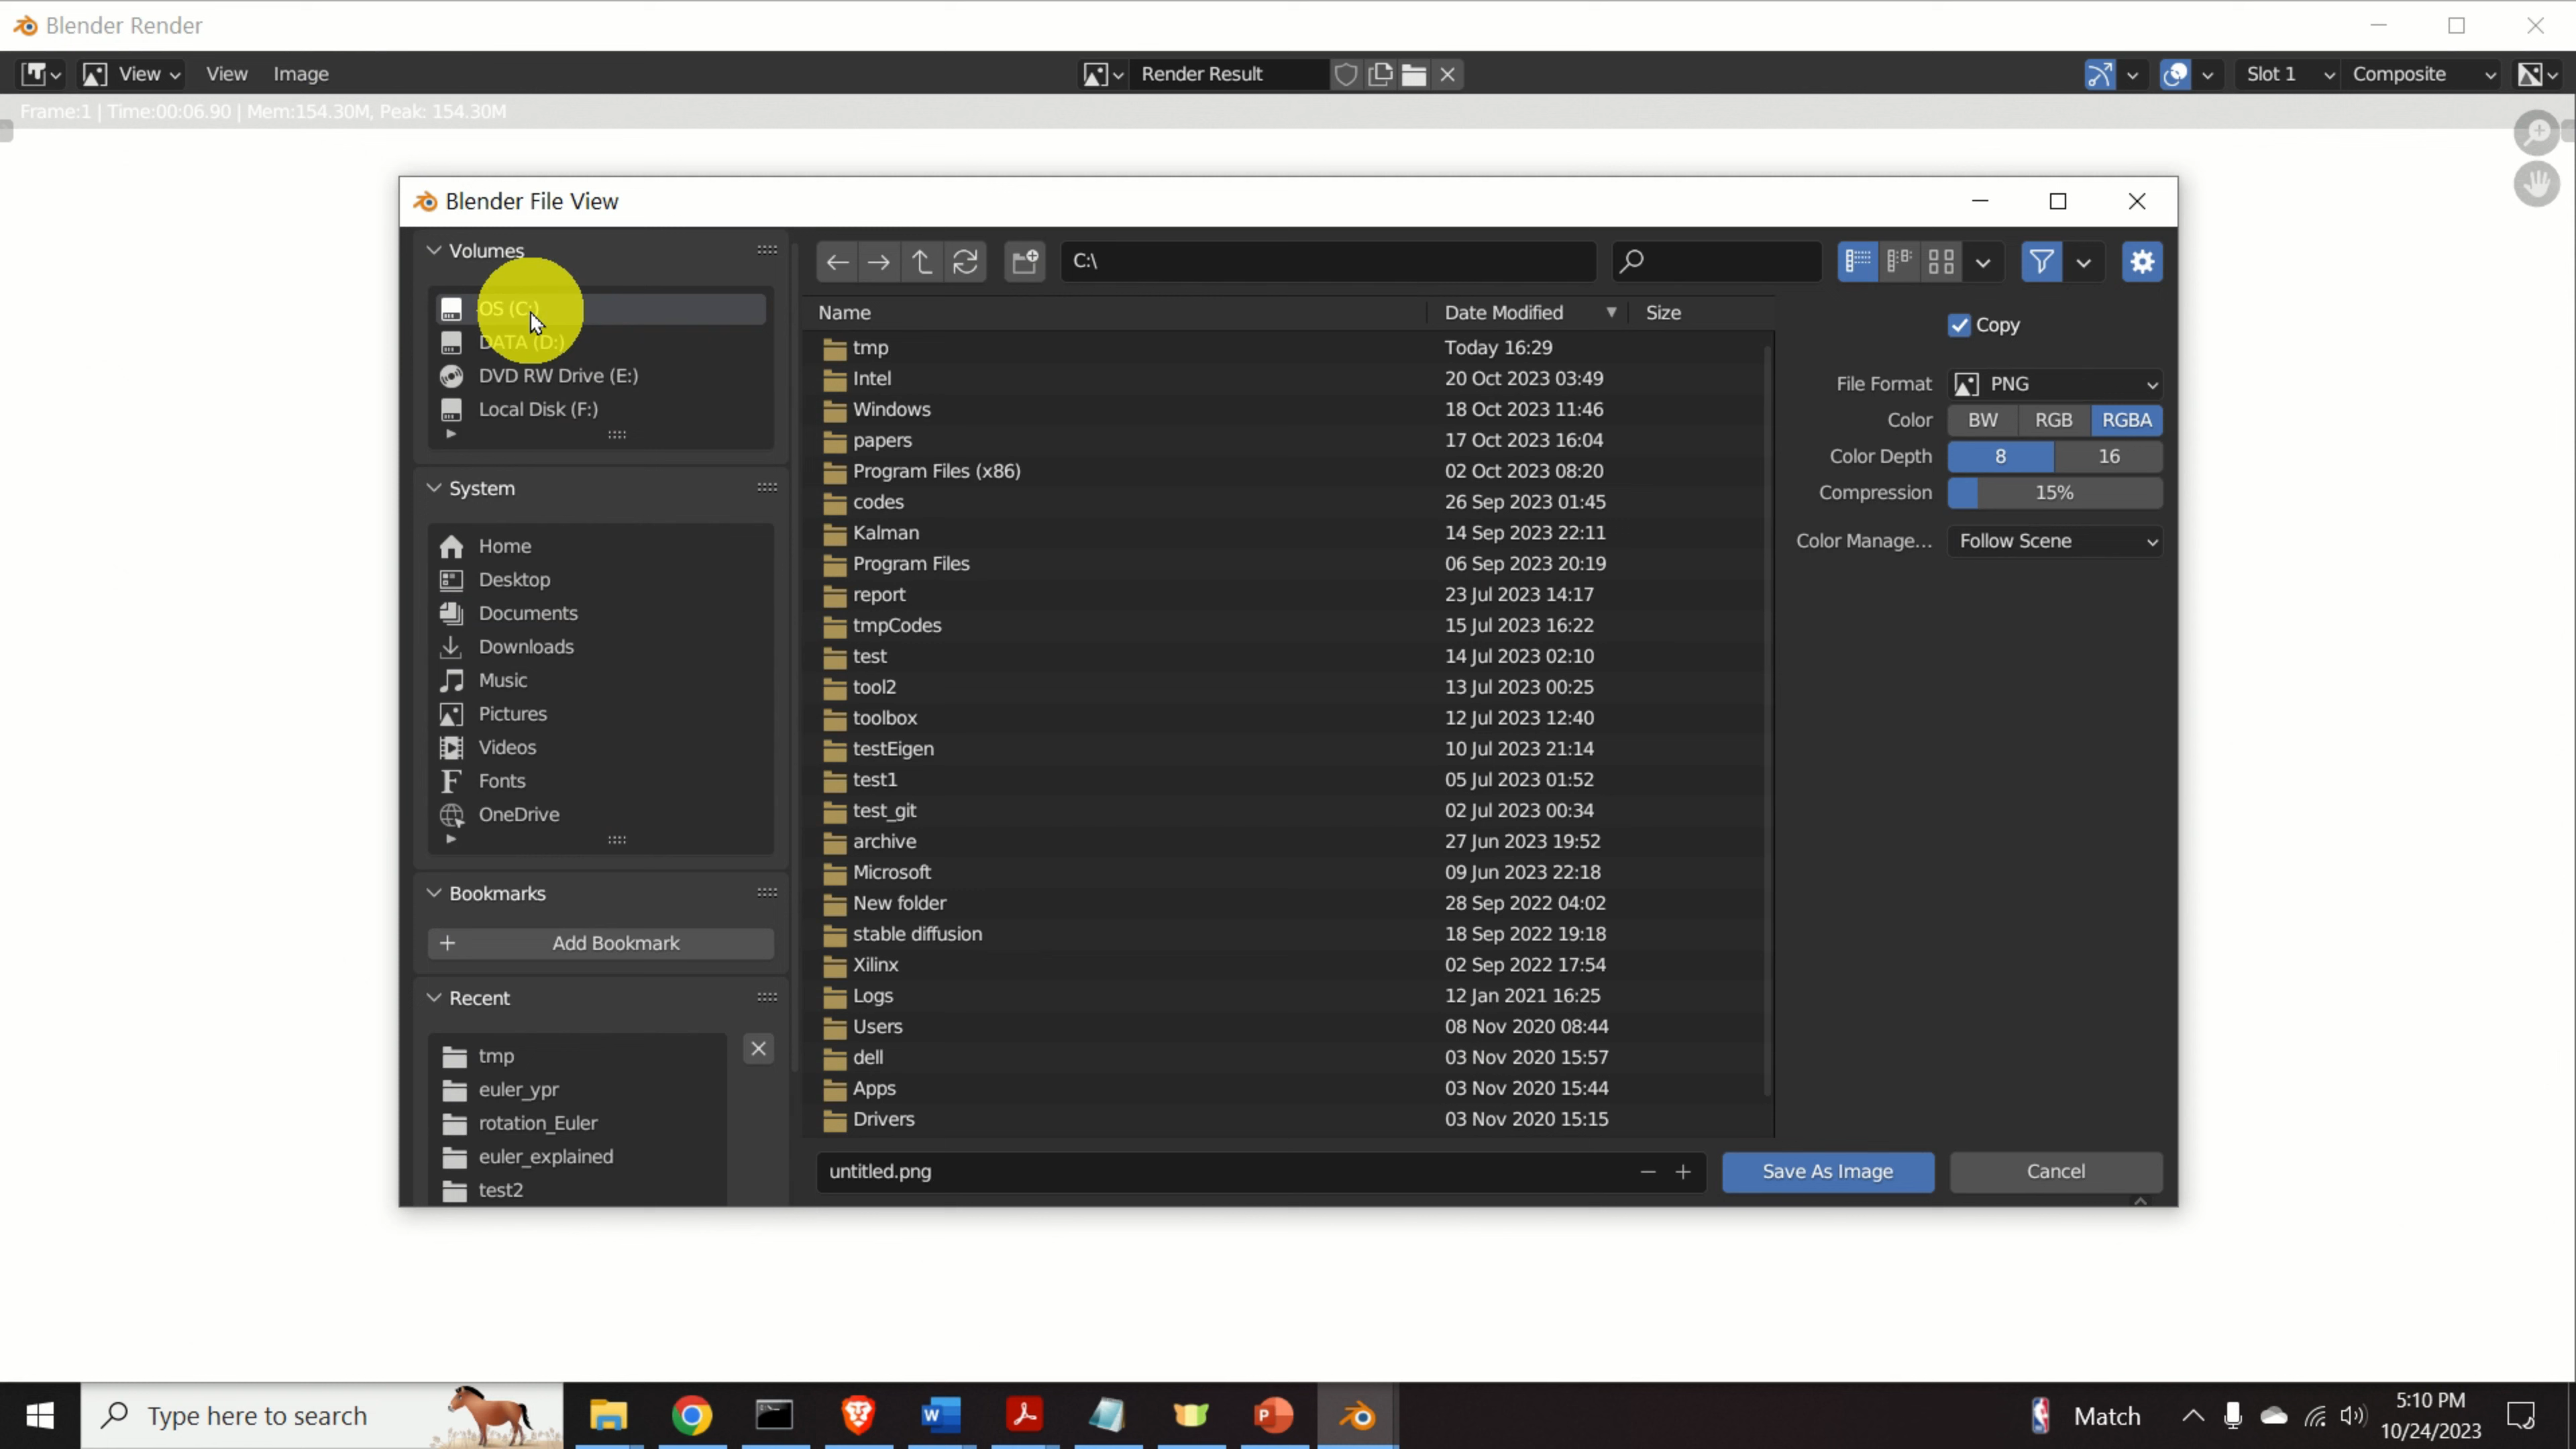 Blender Render
View View Image Render Result Slot 1 Composite
Frame:1 | Time:00:06.90 | Mem:154.30M, Peak: 154.30M
Blender File View
Volumes
OS (C:)
DATA (D:)
DVD RW Drive (E:)
Local Disk (F:)
System
Home
Desktop
Documents
Downloads
Music
Pictures
Videos
Fonts
OneDrive
Bookmarks
Add Bookmark
Recent
tmp
euler_ypr
rotation_Euler
euler_explained
test2
C:\
Name Date Modified Size
tmp Today 16:29
Intel 20 Oct 2023 03:49
Windows 18 Oct 2023 11:46
papers 17 Oct 2023 16:04
Program Files (x86) 02 Oct 2023 08:20
codes 26 Sep 2023 01:45
Kalman 14 Sep 2023 22:11
Program Files 06 Sep 2023 20:19
report 23 Jul 2023 14:17
tmpCodes 15 Jul 2023 16:22
test 14 Jul 2023 02:10
tool2 13 Jul 2023 00:25
toolbox 12 Jul 2023 12:40
testEigen 10 Jul 2023 21:14
test1 05 Jul 2023 01:52
test_git 02 Jul 2023 00:34
archive 27 Jun 2023 19:52
Microsoft 09 Jun 2023 22:18
New folder 28 Sep 2022 04:02
stable diffusion 18 Sep 2022 19:18
Xilinx 02 Sep 2022 17:54
Logs 12 Jan 2021 16:25
Users 08 Nov 2020 08:44
dell 03 Nov 2020 15:57
Apps 03 Nov 2020 15:44
Drivers 03 Nov 2020 15:15
Copy
File Format PNG
Color BW RGB RGBA
Color Depth 8 16
Compression 15%
Color Manage... Follow Scene
untitled.png Save As Image Cancel
Type here to search
Match
5:10 PM
10/24/2023